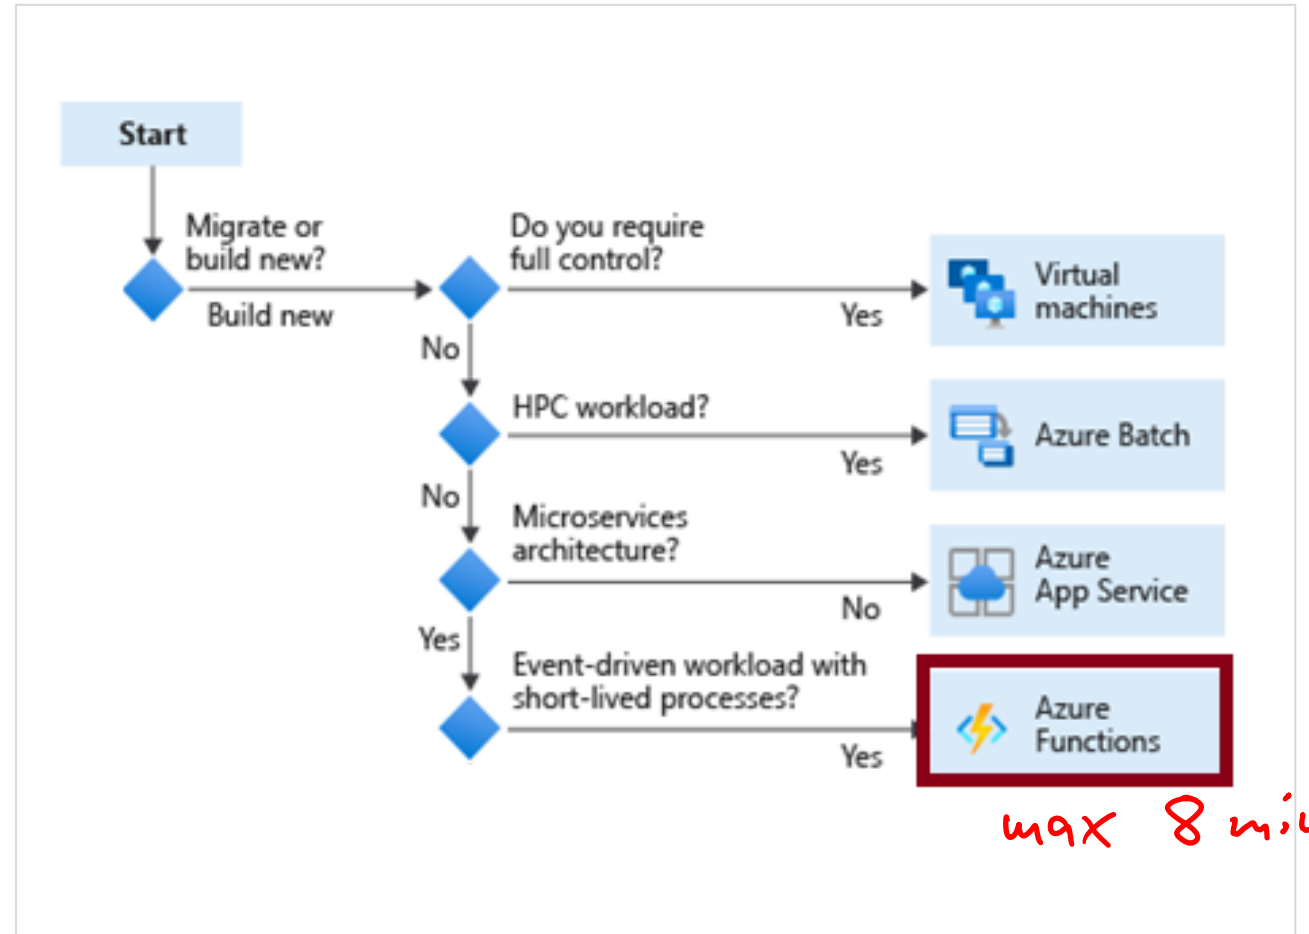 Start
Migrate or
build new?
Build new
Do you require
full control?
Yes
Virtual
machines
No
HPC workload?
Yes
Azure Batch
No
Microservices
architecture?
No
Azure
App Service
Yes
Event-driven workload with
short-lived processes?
Yes
Azure
Functions
max 8